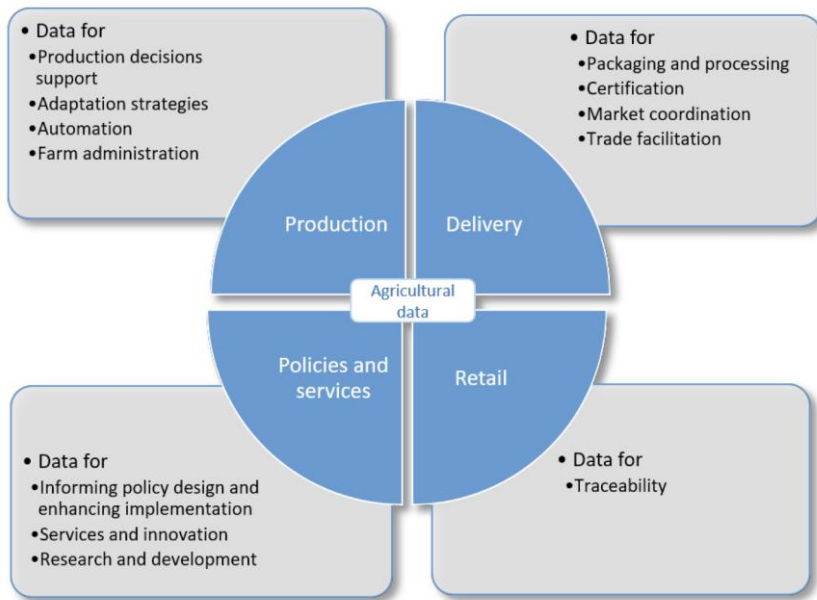 • Data for
•Production decisions
support
•Adaptation strategies
•Automation
•Farm administration
• Data for
•Packaging and processing
•Certification
•Market coordination
•Trade facilitation
Production
Delivery
Agricultural
data
Policies and
services
Retail
• Data for
•Informing policy design and
enhancing implementation
•Services and innovation
•Research and development
• Data for
•Traceability